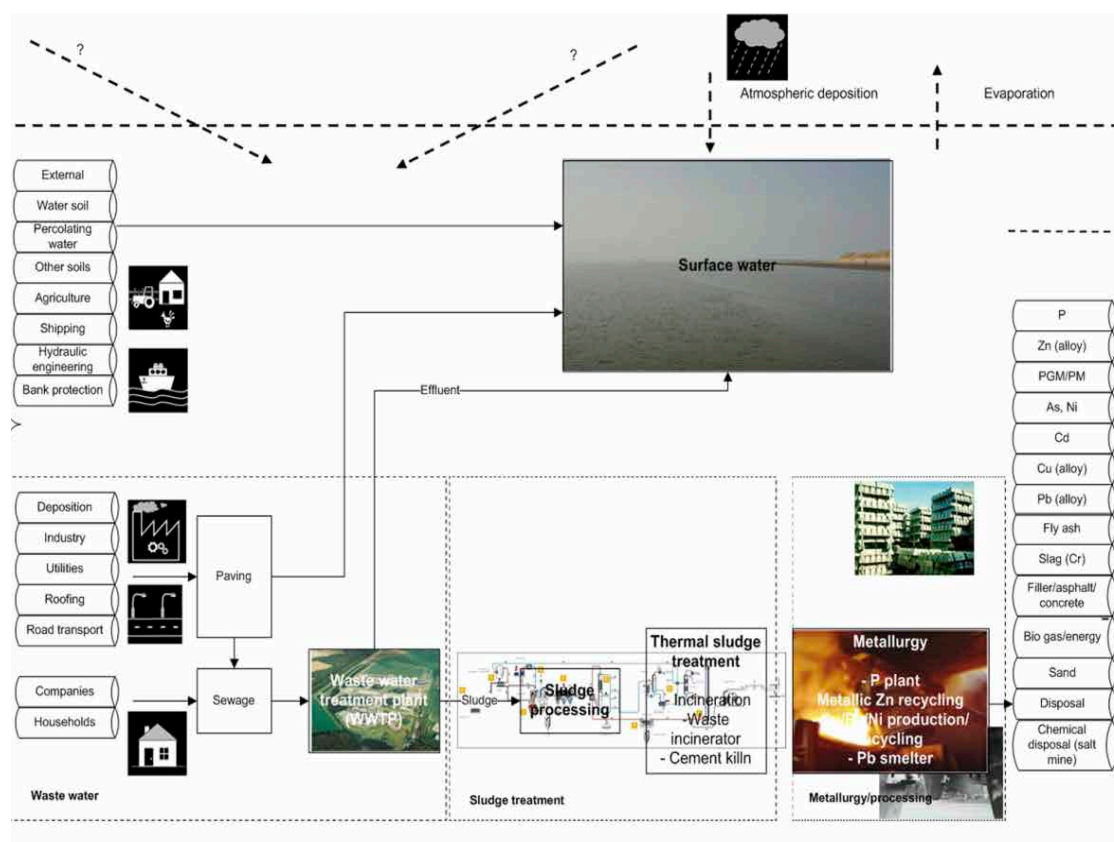 ?
?
Atmospheric deposition
Evaporation
External
Water soil
Percolating
water
Other soils
Agriculture
Shipping
Hydraulic
engineering
Bank protection
Surface water
Effluent
P
Zn (alloy)
PGM/PM
As, Ni
Cd
Cu (alloy)
Pb (alloy)
Fly ash
Slag (Cr)
Filler/asphalt/
concrete
Bio gas/energy
Sand
Disposal
Chemical
disposal (salt
mine)
Deposition
Industry
Utilities
Roofing
Road transport
Companies
Households
Paving
Sewage
Waste water
treatment plant
(WWTP)
Sludge
Sludge
processing
Thermal sludge
treatment
Incineration
-Waste
incinerator
- Cement killn
Metallurgy
- P plant
Metallic Zn recycling
/Ni production/
- Pb smelter
Waste water
Sludge treatment
Metallurgy/processing